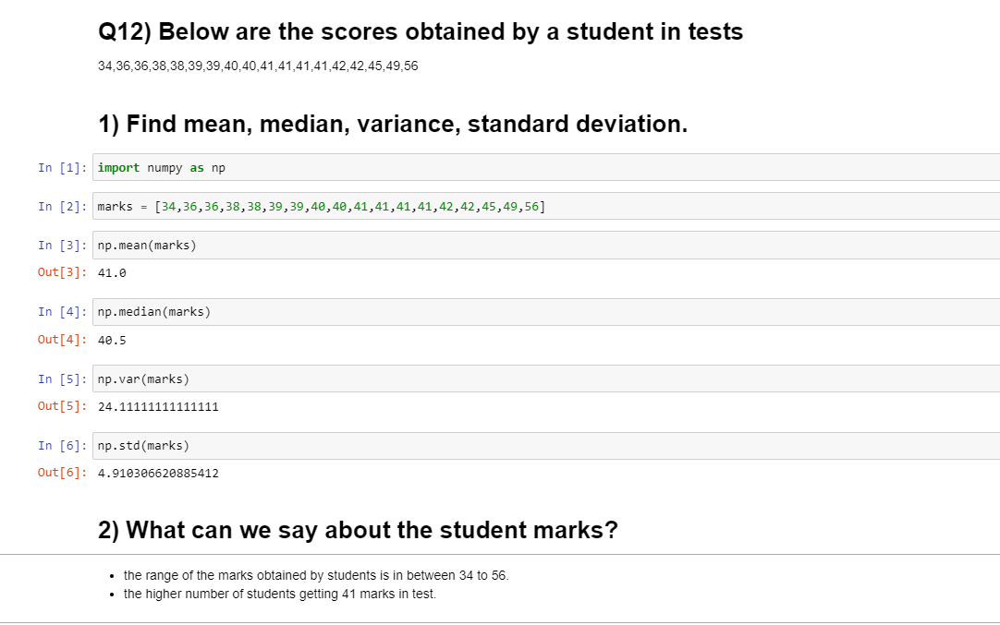 Q12) Below are the scores obtained by a student in tests
34,36,36,38,38,39,39,40,40,41,41,41,41,42,42,45,49,56
1) Find mean, median, variance, standard deviation.
In [1]: import numpy as np
In [2]: marks = [34,36,36,38,38,39,39,40,40,41,41,41,41,42,42,45,49,56]
In [3]: np.mean(marks)
Out[3]: 41.0
In [4]: np.median(marks)
Out[4]: 40.5
In [5]: np.var(marks)
Out[5]: 24.11111111111111
In [6]: np.std(marks)
Out[6]: 4.910306620885412
2) What can we say about the student marks?
• the range of the marks obtained by students is in between 34 to 56.
• the higher number of students getting 41 marks in test.